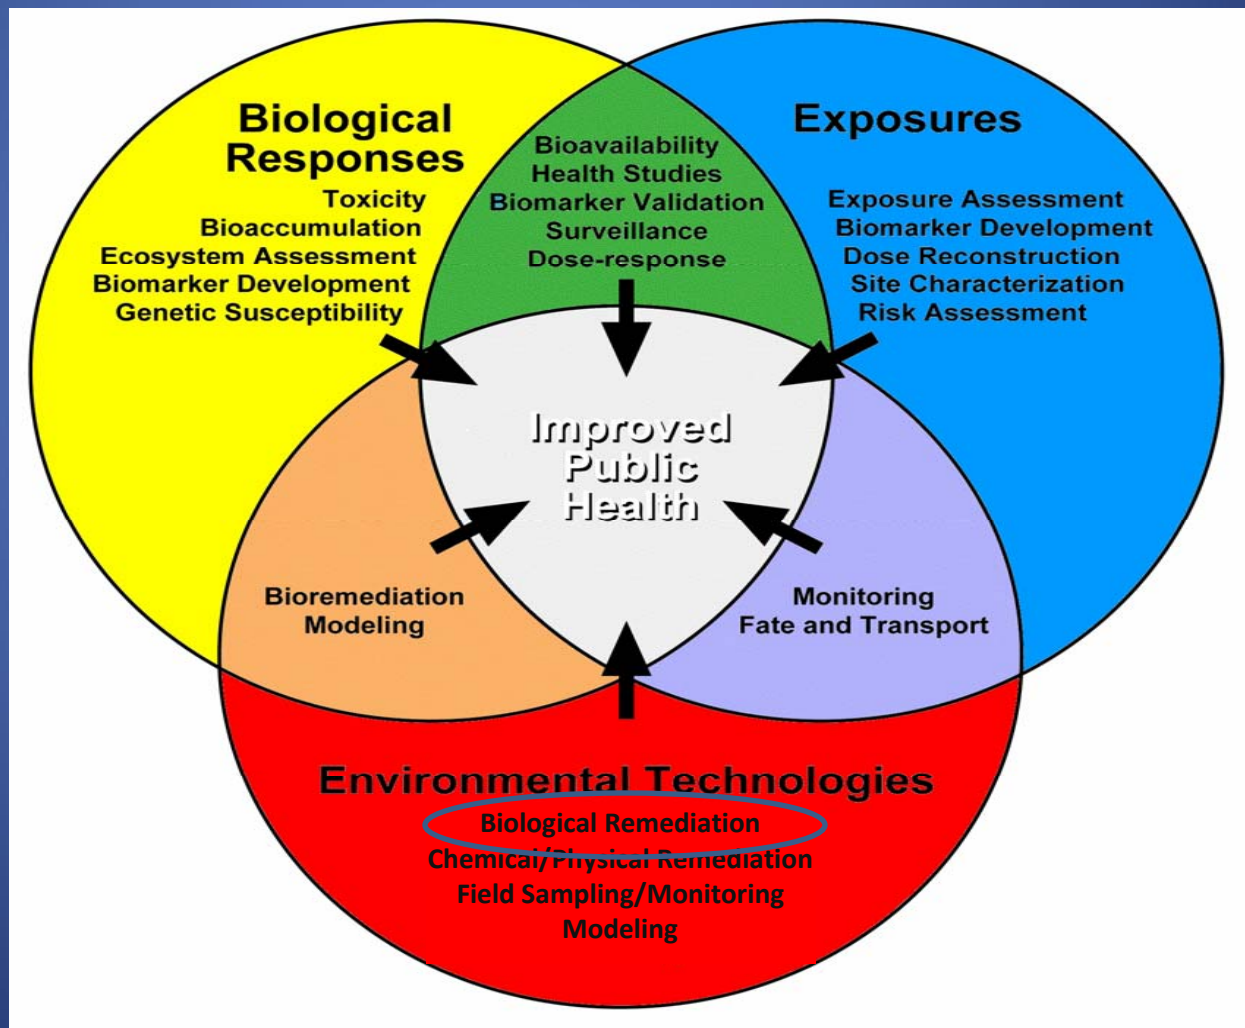 Biological
Responses
Toxicity
Bioaccumulation
Ecosystem Assessment
Biomarker Development
Genetic Susceptibility
Bioavailability
Health Studies
Biomarker Validation
Surveillance
Dose-response
Exposures
Exposure Assessment
Biomarker Development
Dose Reconstruction
Site Characterization
Risk Assessment
Improved
Public
Health
Bioremediation
Modeling
Monitoring
Fate and Transport
Environmental Technologies
Biological Remediation
Chemical/Physical Remediation
Field Sampling/Monitoring
Modeling